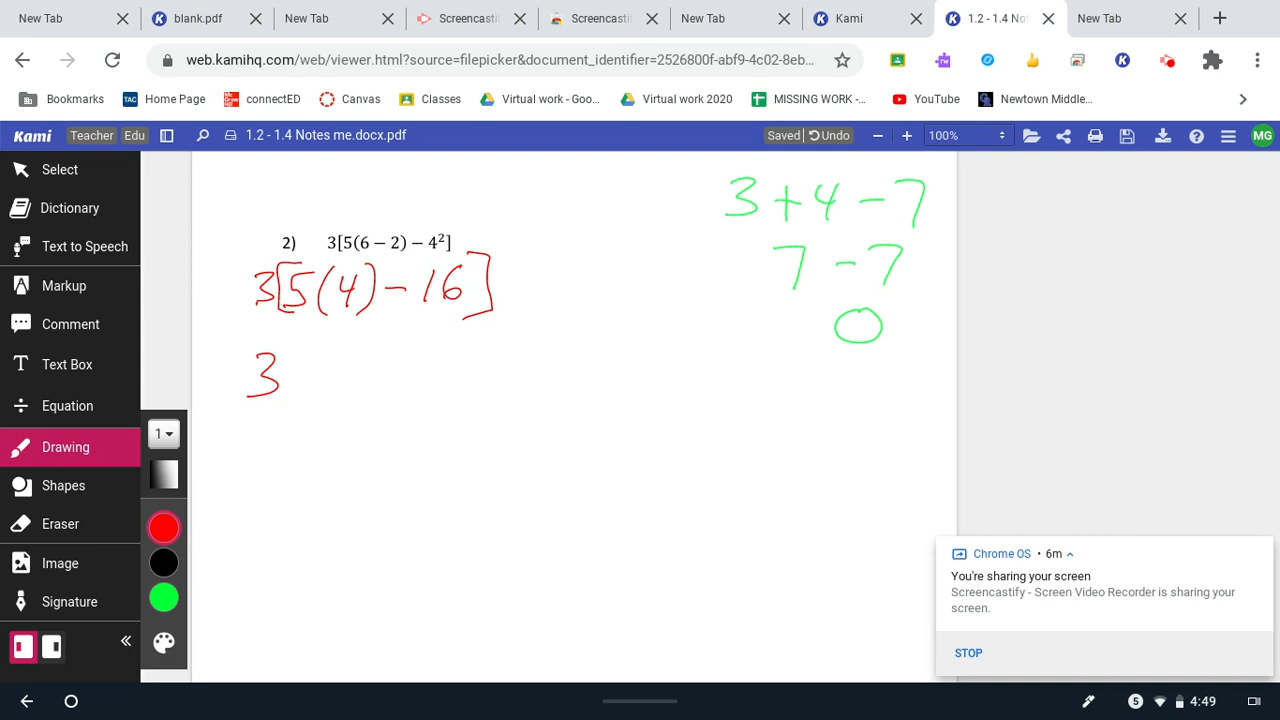 New Tab
blank.pdf
New Tab
Screencasti
Screencasti
New Tab
Kami
1.2 - 1.4 No
New Tab
web.kamihq.com/web/viewer.html?source=filepicker&document_identifier=2526800f-abf9-4c02-8eb...
Bookmarks
Home Page
connectED
Canvas
Classes
Virtual work - Goo...
Virtual work 2020
MISSING WORK -...
YouTube
Newtown Middle...
Kami
Teacher
Edu
1.2 - 1.4 Notes me.docx.pdf
Saved
Undo
100%
MG
Select
Dictionary
Text to Speech
Markup
Comment
Text Box
Equation
Drawing
Shapes
Eraser
Image
Signature
1
3 + 4 - 7
7 - 7
0
2) 3[5(6 − 2) − 4²]
3[5(4) - 16]
3
Chrome OS • 6m
You're sharing your screen
Screencastify - Screen Video Recorder is sharing your
screen.
STOP
5
4:49